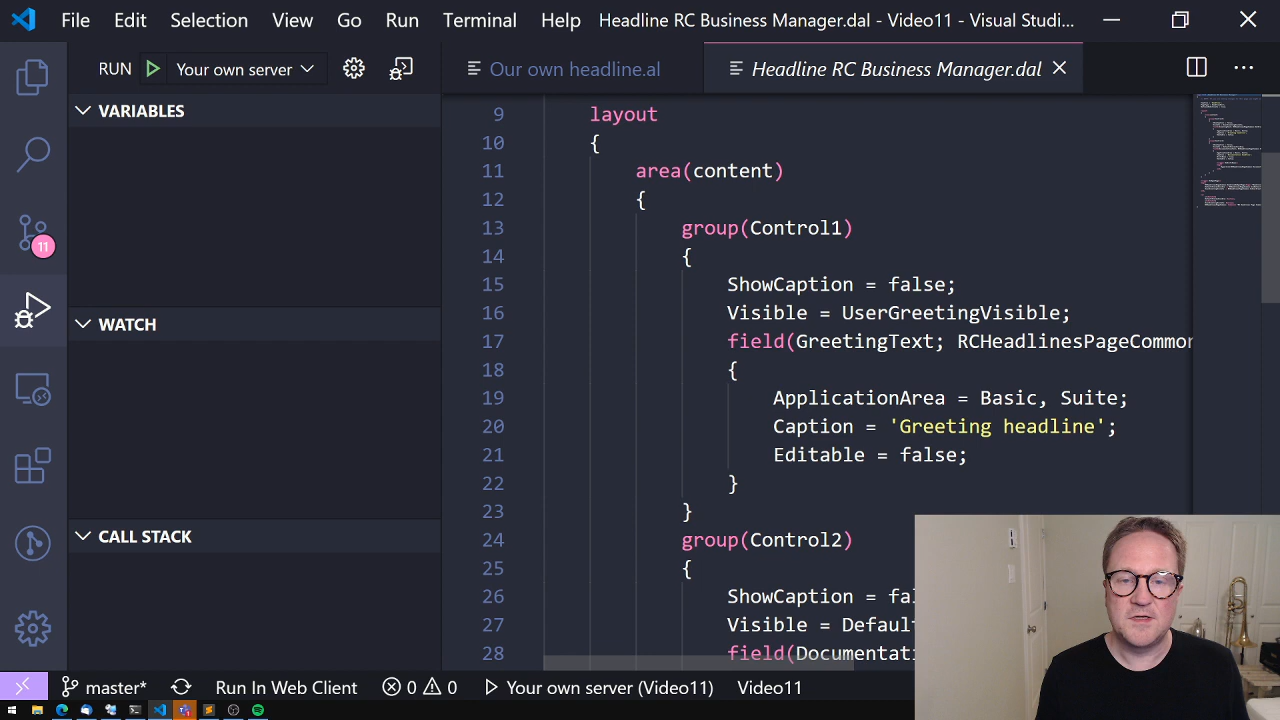 File Edit Selection View Go Run Terminal Help Headline RC Business Manager.dal - Video11 - Visual Studi...
RUN Your own server
Our own headline.al
Headline RC Business Manager.dal
VARIABLES
WATCH
CALL STACK
11
9 layout
10 {
11 area(content)
12 {
13 group(Control1)
14 {
15 ShowCaption = false;
16 Visible = UserGreetingVisible;
17 field(GreetingText; RCHeadlinesPageCommon
18 {
19 ApplicationArea = Basic, Suite;
20 Caption = 'Greeting headline';
21 Editable = false;
22 }
23 }
24 group(Control2)
25 {
26 ShowCaption = fal
27 Visible = Default
28 field(Documentati
master* Run In Web Client 0 0 Your own server (Video11) Video11